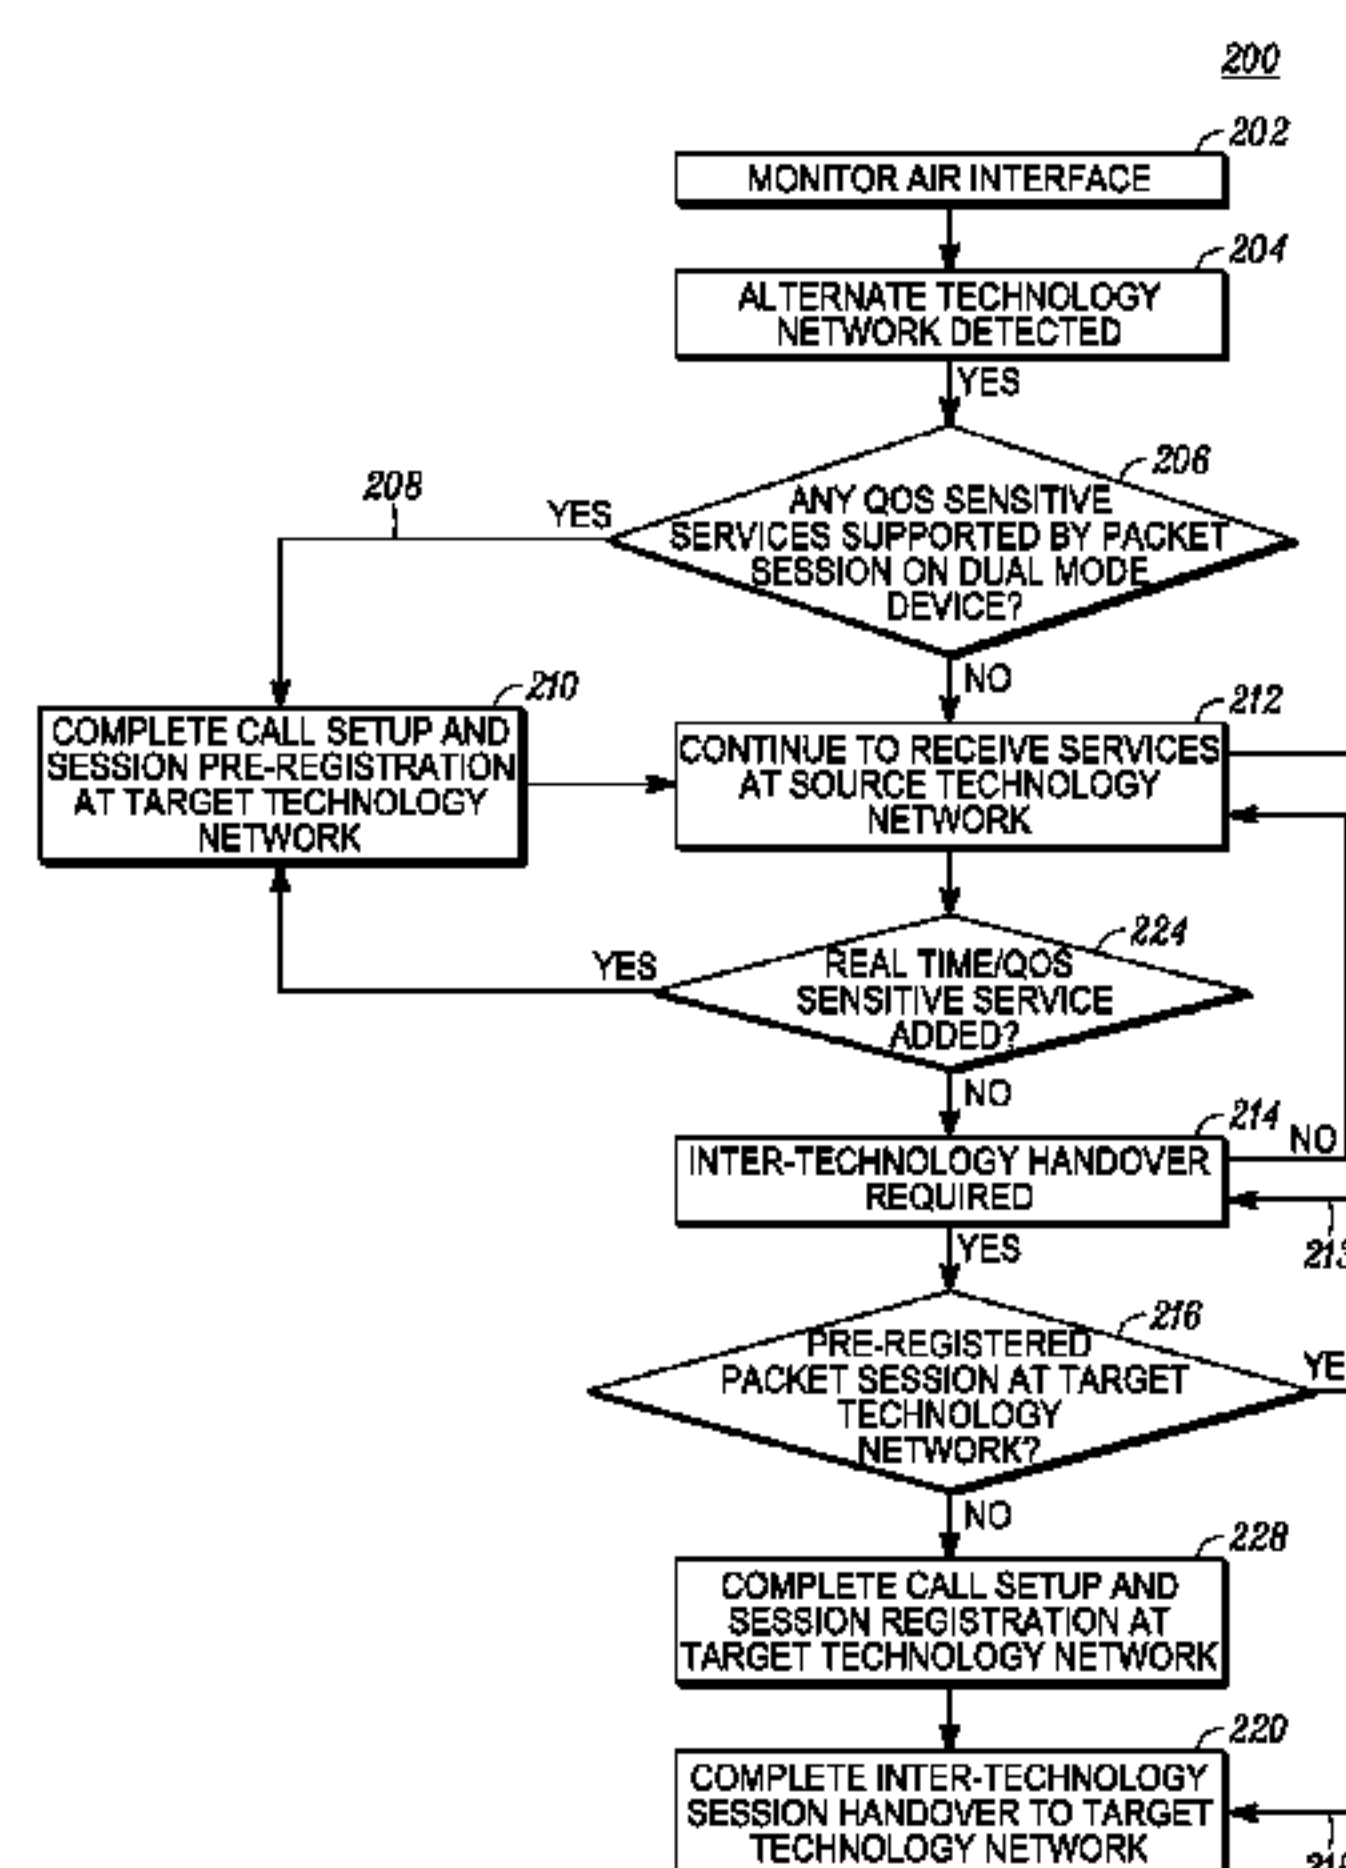 200
202
MONITOR AIR INTERFACE
204
ALTERNATE TECHNOLOGY
NETWORK DETECTED
YES
206
ANY QOS SENSITIVE
SERVICES SUPPORTED BY PACKET
SESSION ON DUAL MODE
DEVICE?
YES
208
NO
210
COMPLETE CALL SETUP AND
SESSION PRE-REGISTRATION
AT TARGET TECHNOLOGY
NETWORK
212
CONTINUE TO RECEIVE SERVICES
AT SOURCE TECHNOLOGY
NETWORK
224
REAL TIME/QOS
SENSITIVE SERVICE
ADDED?
YES
NO
214
INTER-TECHNOLOGY HANDOVER
REQUIRED
NO
213
YES
216
PRE-REGISTERED
PACKET SESSION AT TARGET
TECHNOLOGY
NETWORK?
YE
NO
228
COMPLETE CALL SETUP AND
SESSION REGISTRATION AT
TARGET TECHNOLOGY NETWORK
220
COMPLETE INTER-TECHNOLOGY
SESSION HANDOVER TO TARGET
TECHNOLOGY NETWORK